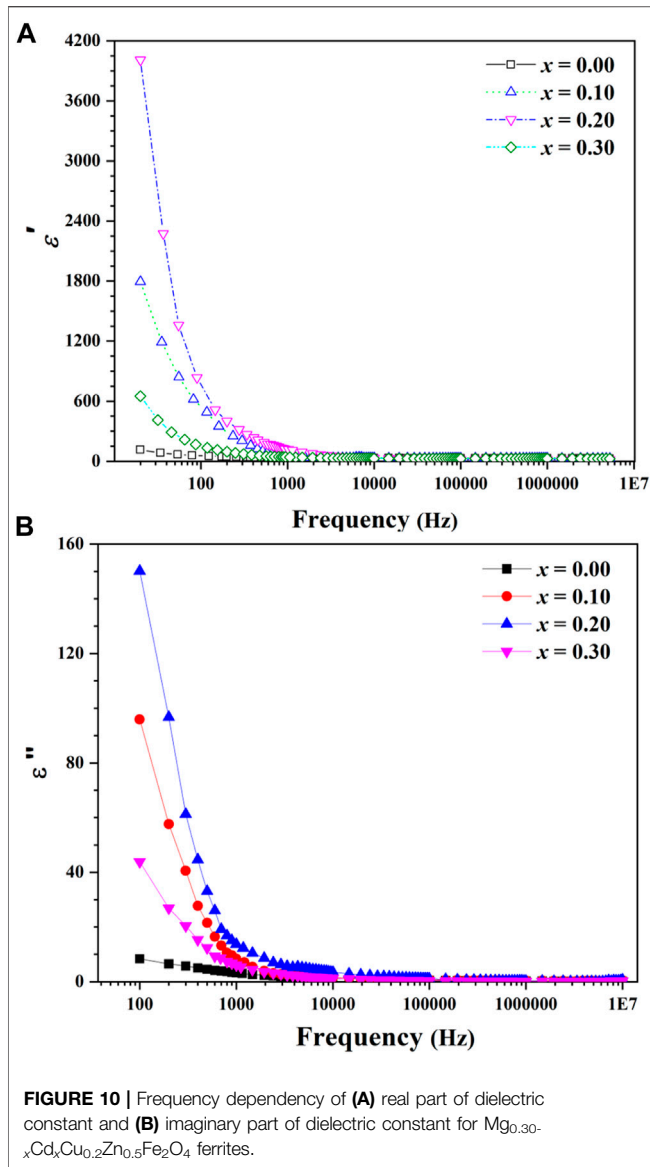 A
4200
3600
3000
2400
1800
1200
600
0
ε'
x = 0.00
x = 0.10
x = 0.20
x = 0.30
100 1000 10000 100000 1000000 1E7
Frequency (Hz)
B
160
120
80
40
0
ε"
x = 0.00
x = 0.10
x = 0.20
x = 0.30
100 1000 10000 100000 1000000 1E7
Frequency (Hz)
FIGURE 10 | Frequency dependency of (A) real part of dielectric
constant and (B) imaginary part of dielectric constant for Mg0.30-
xCdxCu0.2Zn0.5Fe2O4 ferrites.